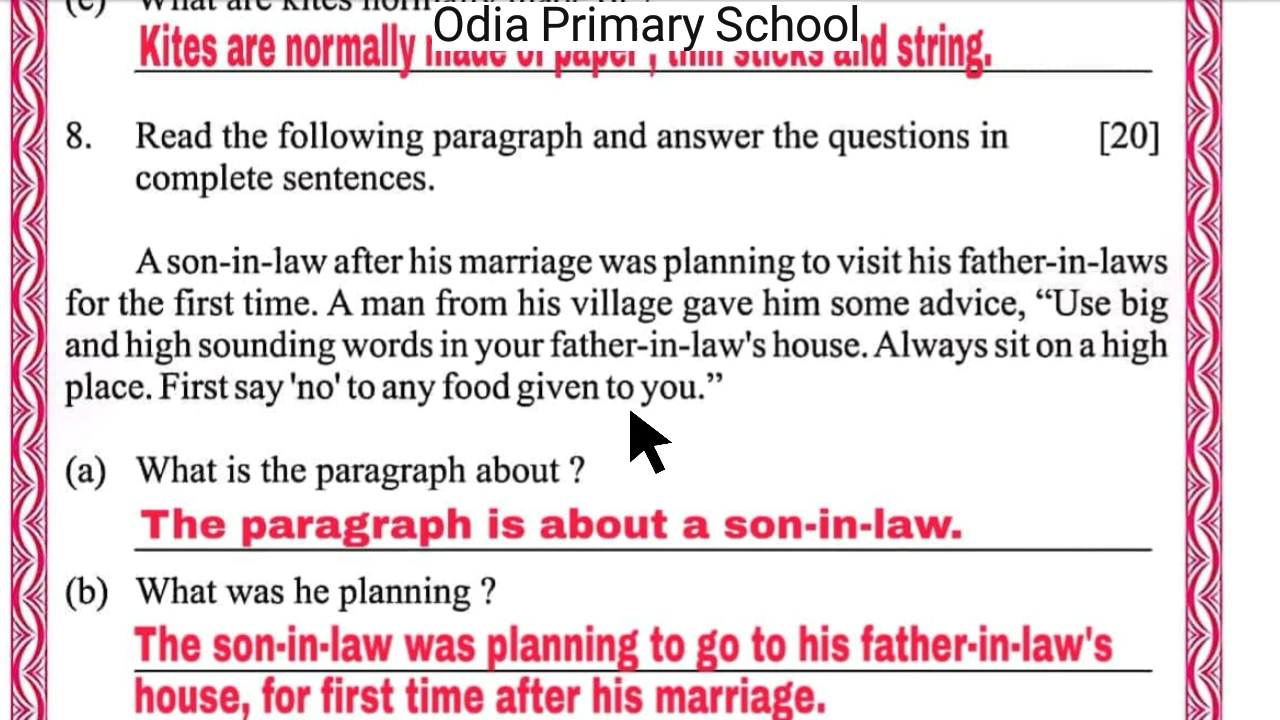 Odia Primary School
Kites are normally made of paper , thin sticks and string.
8. Read the following paragraph and answer the questions in [20]
complete sentences.
A son-in-law after his marriage was planning to visit his father-in-laws
for the first time. A man from his village gave him some advice, “Use big
and high sounding words in your father-in-law's house. Always sit on a high
place. First say 'no' to any food given to you.”
(a) What is the paragraph about ?
The paragraph is about a son-in-law.
(b) What was he planning ?
The son-in-law was planning to go to his father-in-law's
house, for first time after his marriage.